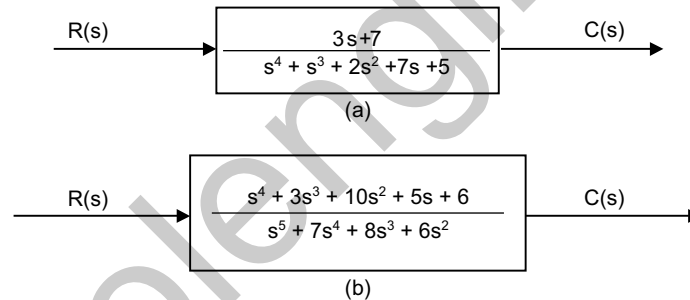 R(s) 3s+7 C(s)
s⁴ + s³ + 2s² +7s +5
(a)
R(s) s⁴ + 3s³ + 10s² + 5s + 6 C(s)
s⁵ + 7s⁴ + 8s³ + 6s²
(b)